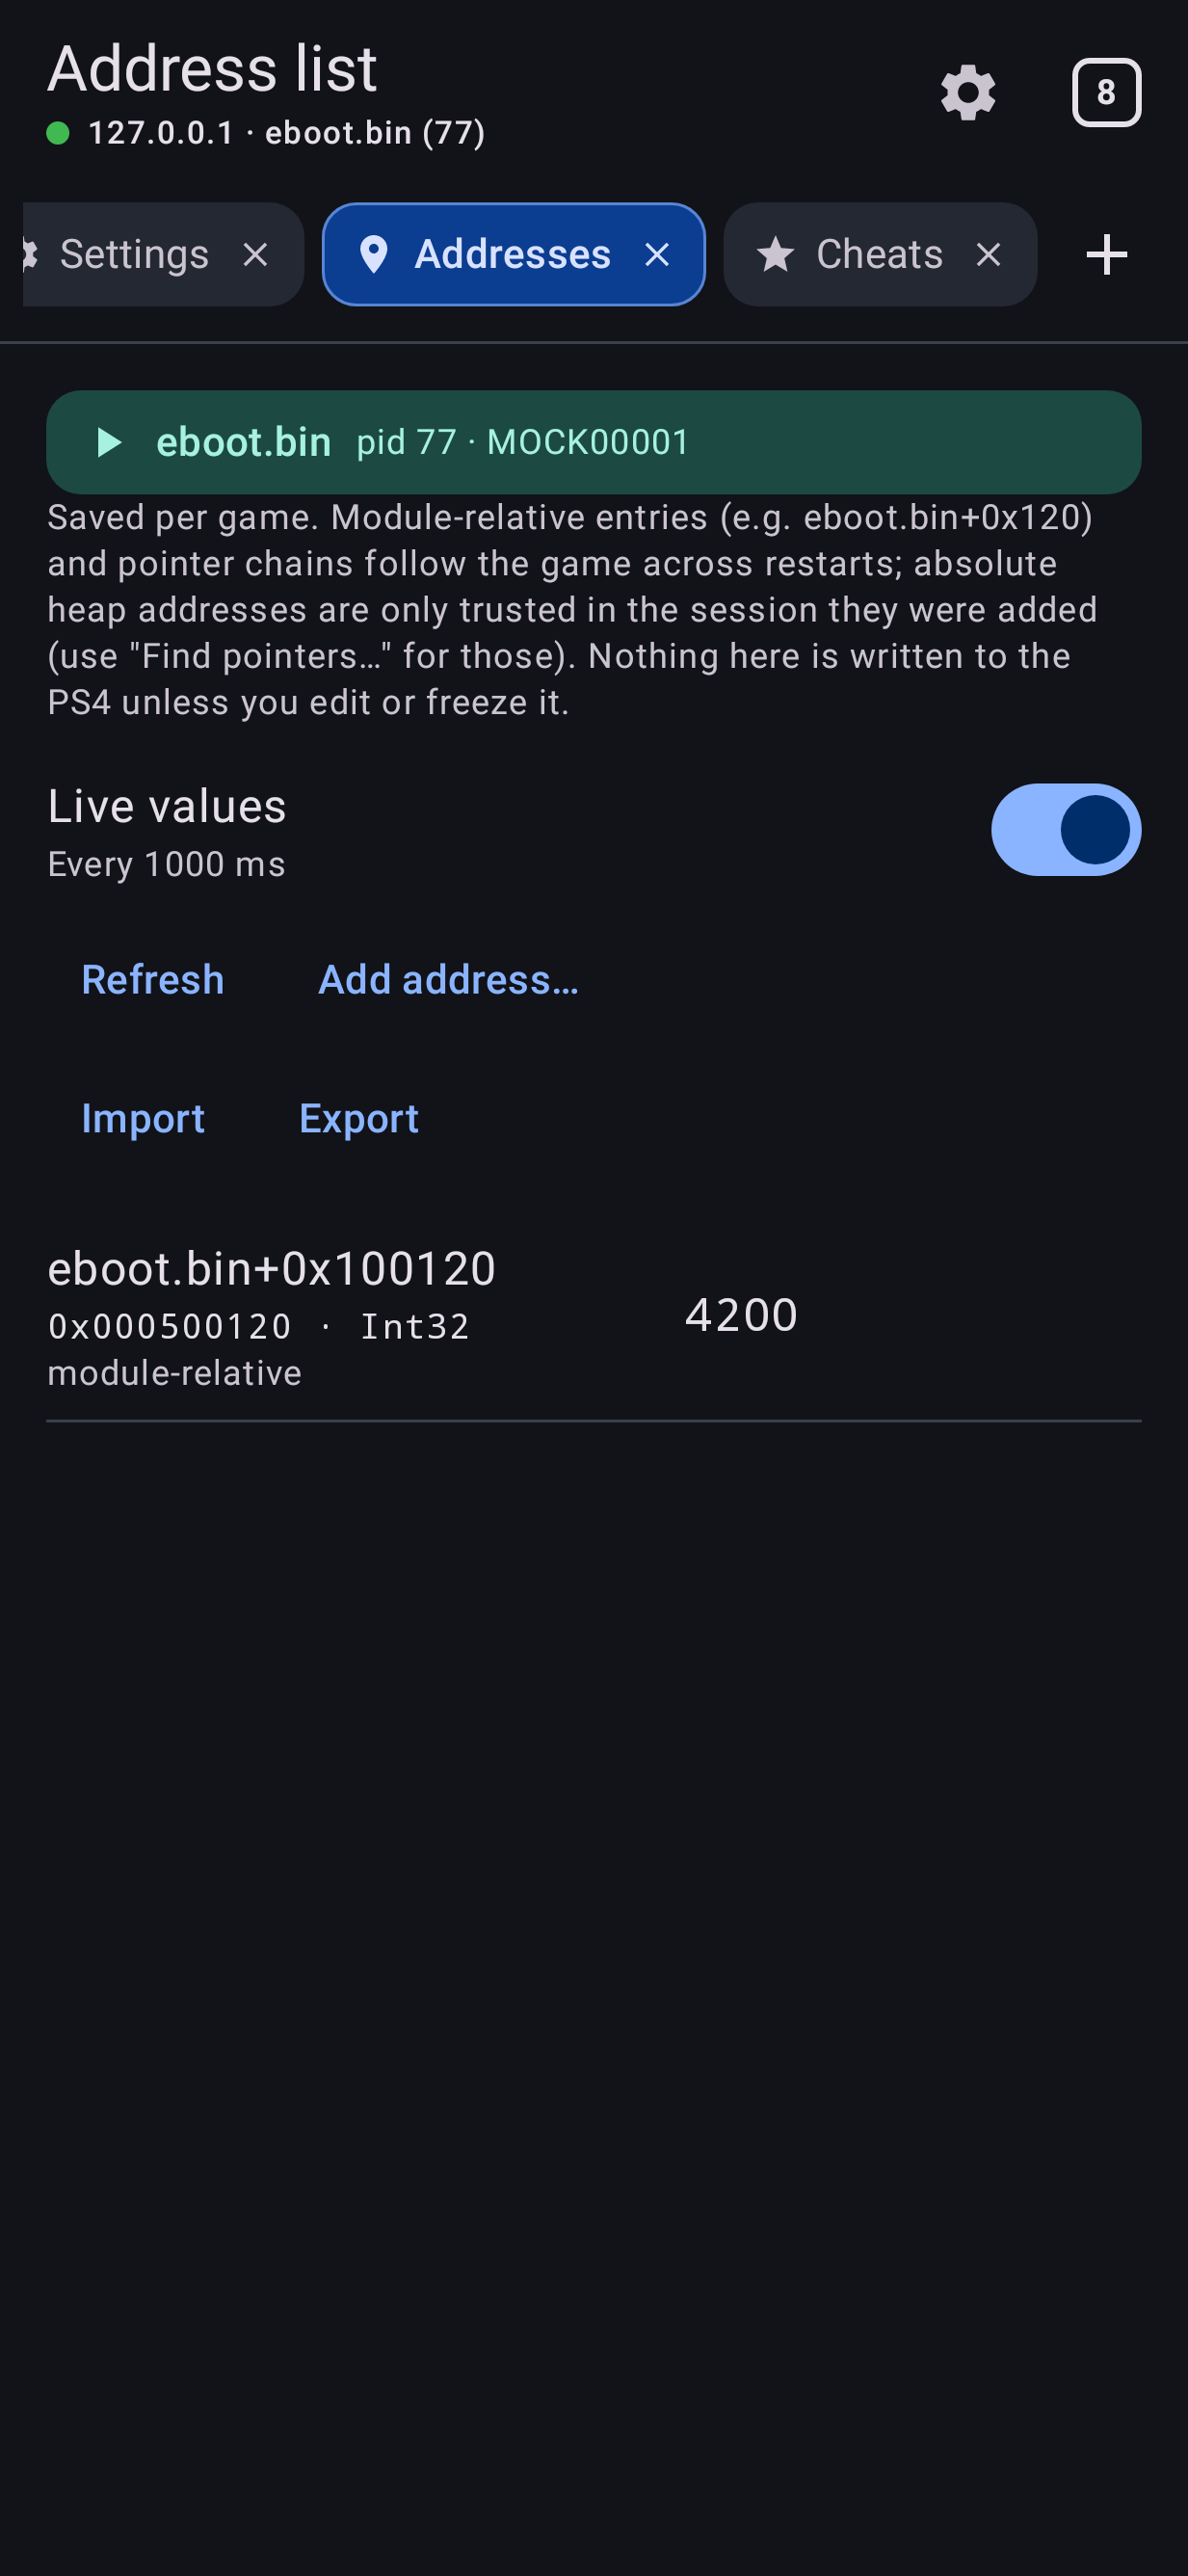 Address list
127.0.0.1 · eboot.bin (77)
8
Settings
Addresses
Cheats
eboot.bin pid 77 · MOCK00001
Saved per game. Module-relative entries (e.g. eboot.bin+0x120)
and pointer chains follow the game across restarts; absolute
heap addresses are only trusted in the session they were added
(use "Find pointers…" for those). Nothing here is written to the
PS4 unless you edit or freeze it.
Live values
Every 1000 ms
Refresh Add address…
Import Export
eboot.bin+0x100120
0x000500120 · Int32
4200
module-relative